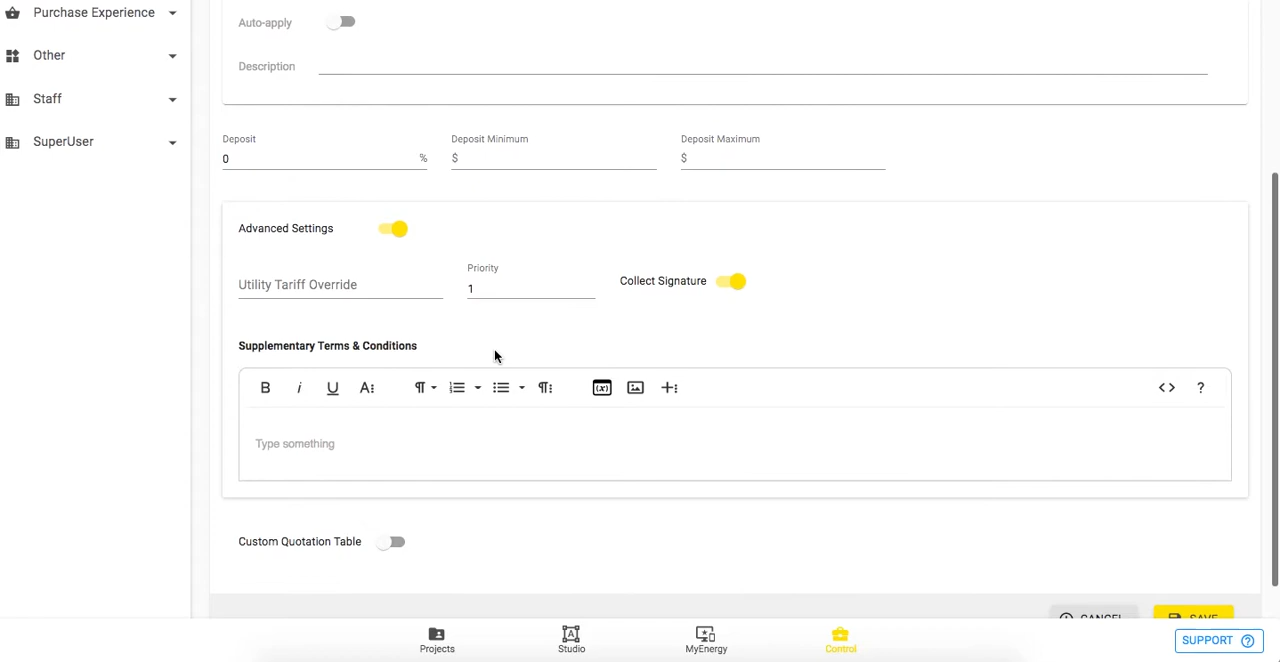 Purchase Experience
Other
Staff
SuperUser
Auto-apply
Description
Deposit
0 %
Deposit Minimum
$
Deposit Maximum
$
Advanced Settings
Utility Tariff Override
Priority
1
Collect Signature
Supplementary Terms & Conditions
B i U A
Type something
Custom Quotation Table
CANCEL
SAVE
Projects
Studio
MyEnergy
Control
SUPPORT ?